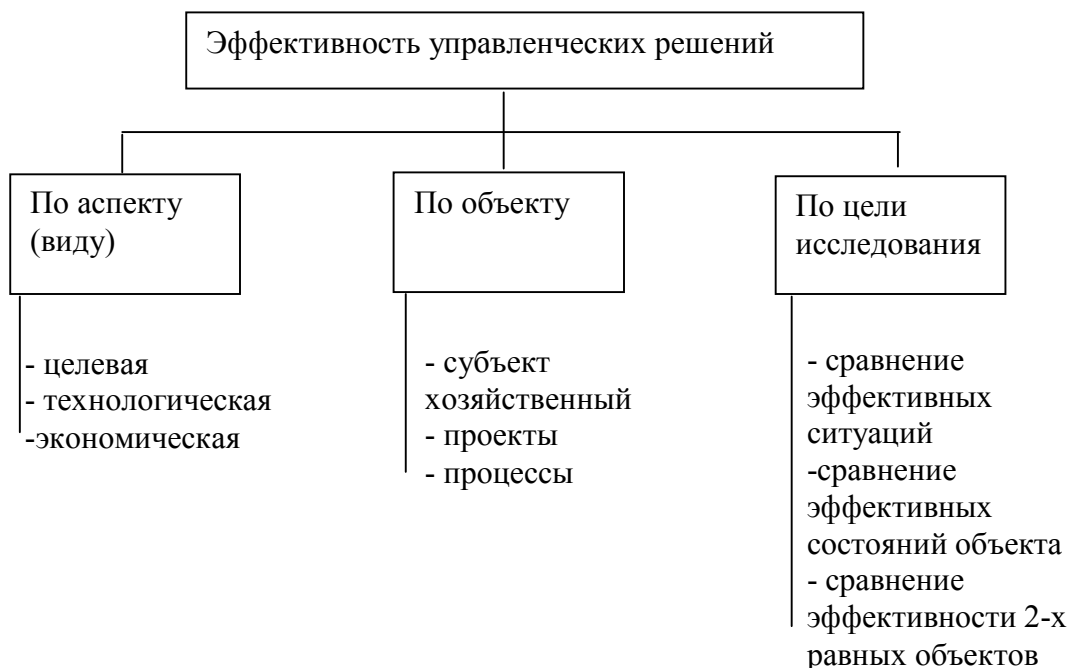 Эффективность управленческих решений
По аспекту
(виду)
- целевая
- технологическая
-экономическая
По объекту
- субъект
хозяйственный
- проекты
- процессы
По цели
исследования
- сравнение
эффективных
ситуаций
-сравнение
эффективных
состояний объекта
- сравнение
эффективности 2-х
равных объектов